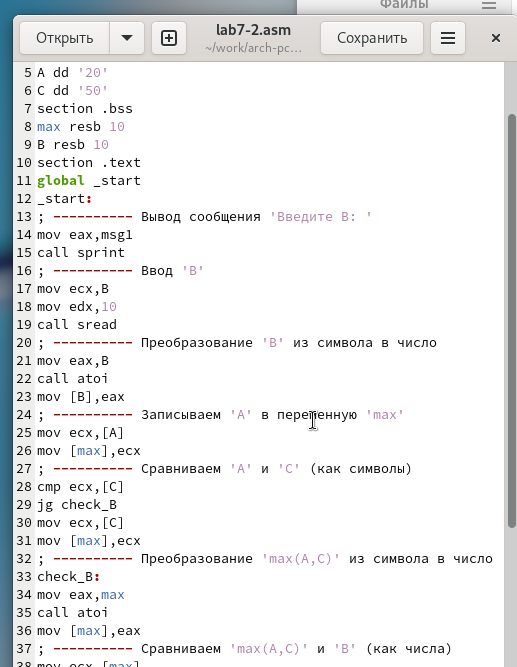 Файлы
Открыть
lab7-2.asm
~/work/arch-pc…
Сохранить
5 A dd '20'
6 C dd '50'
7 section .bss
8 max resb 10
9 B resb 10
10 section .text
11 global _start
12 _start:
13 ; ---------- Вывод сообщения 'Введите B: '
14 mov eax,msg1
15 call sprint
16 ; ---------- Ввод 'B'
17 mov ecx,B
18 mov edx,10
19 call sread
20 ; ---------- Преобразование 'B' из символа в число
21 mov eax,B
22 call atoi
23 mov [B],eax
24 ; ---------- Записываем 'A' в переменную 'max'
25 mov ecx,[A]
26 mov [max],ecx
27 ; ---------- Сравниваем 'A' и 'C' (как символы)
28 cmp ecx,[C]
29 jg check_B
30 mov ecx,[C]
31 mov [max],ecx
32 ; ---------- Преобразование 'max(A,C)' из символа в число
33 check_B:
34 mov eax,max
35 call atoi
36 mov [max],eax
37 ; ---------- Сравниваем 'max(A,C)' и 'B' (как числа)
38 mov ecx,[max]